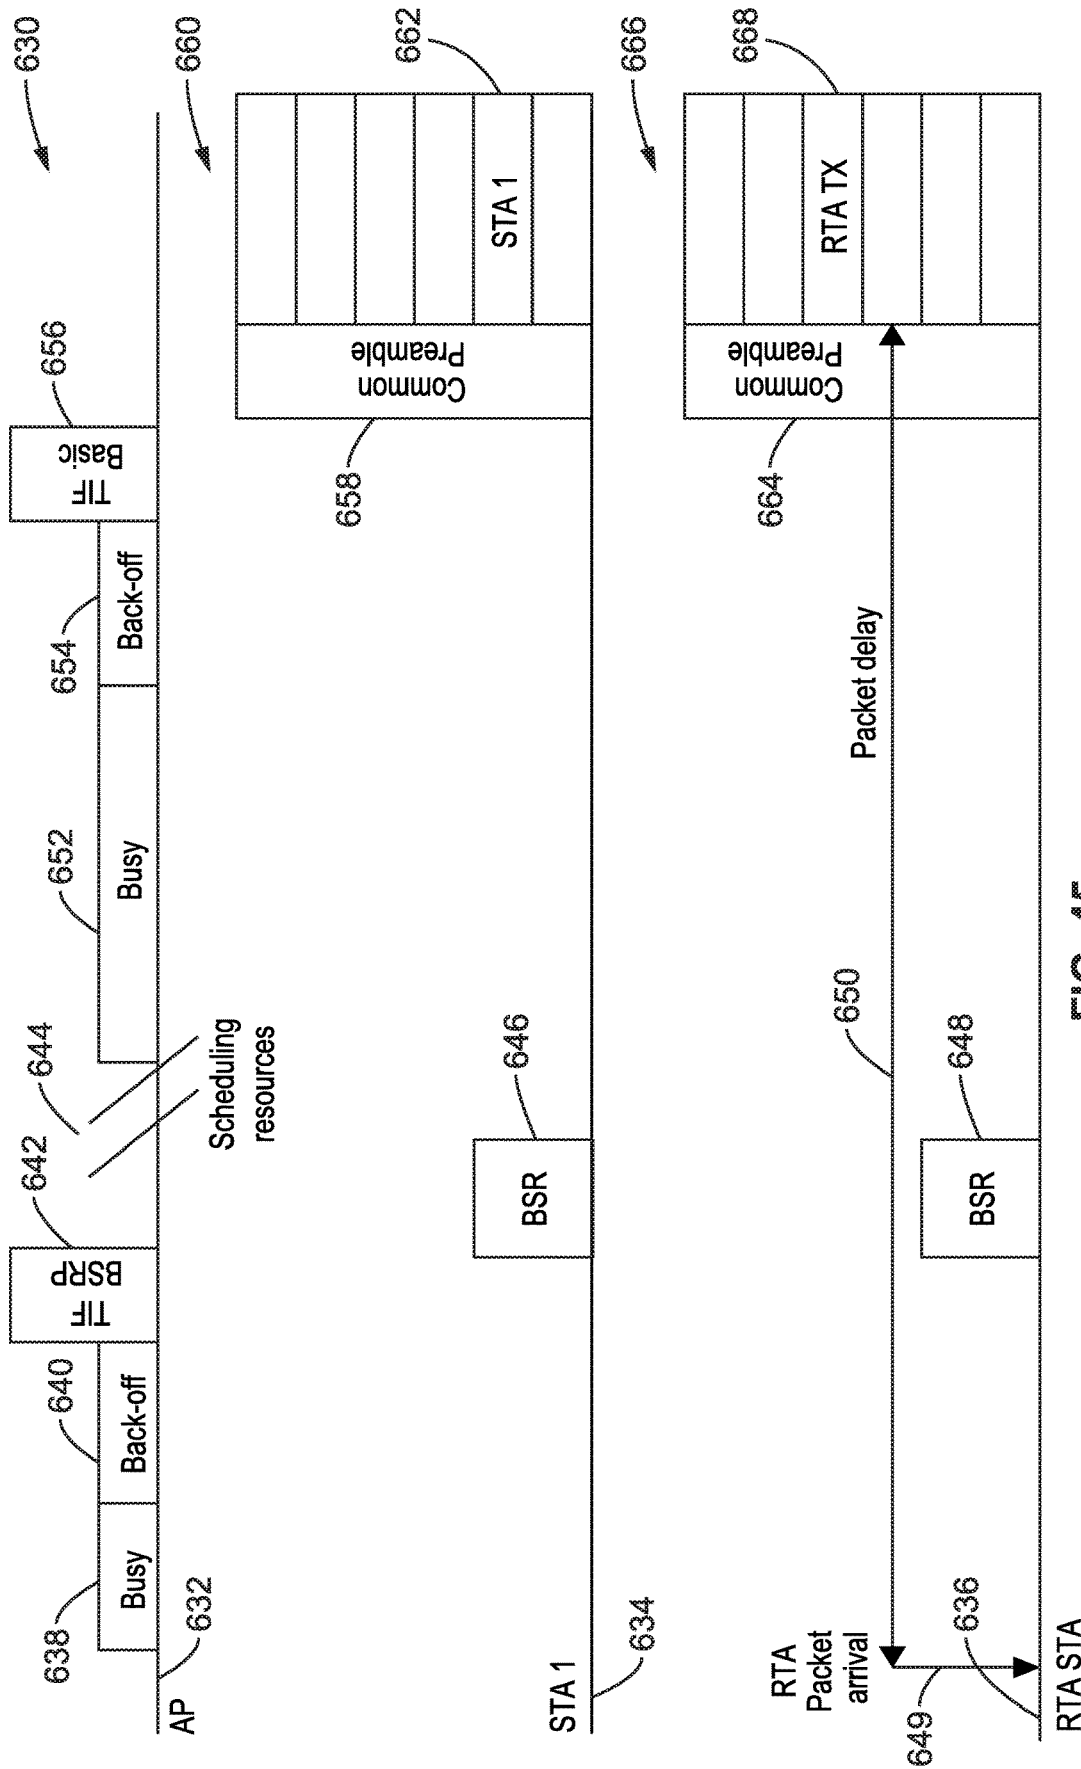 638
640
642
644
652
654
656
630
Busy
Back-off
TIF
BSRP
Busy
Back-off
TIF
Basic
AP
632
Scheduling
resources
660
658
Common
Preamble
662
646
BSR
STA 1
STA 1
634
RTA
Packet
arrival
650
Packet delay
664
Common
Preamble
666
668
RTA TX
649
636
648
BSR
RTA STA
FIG.